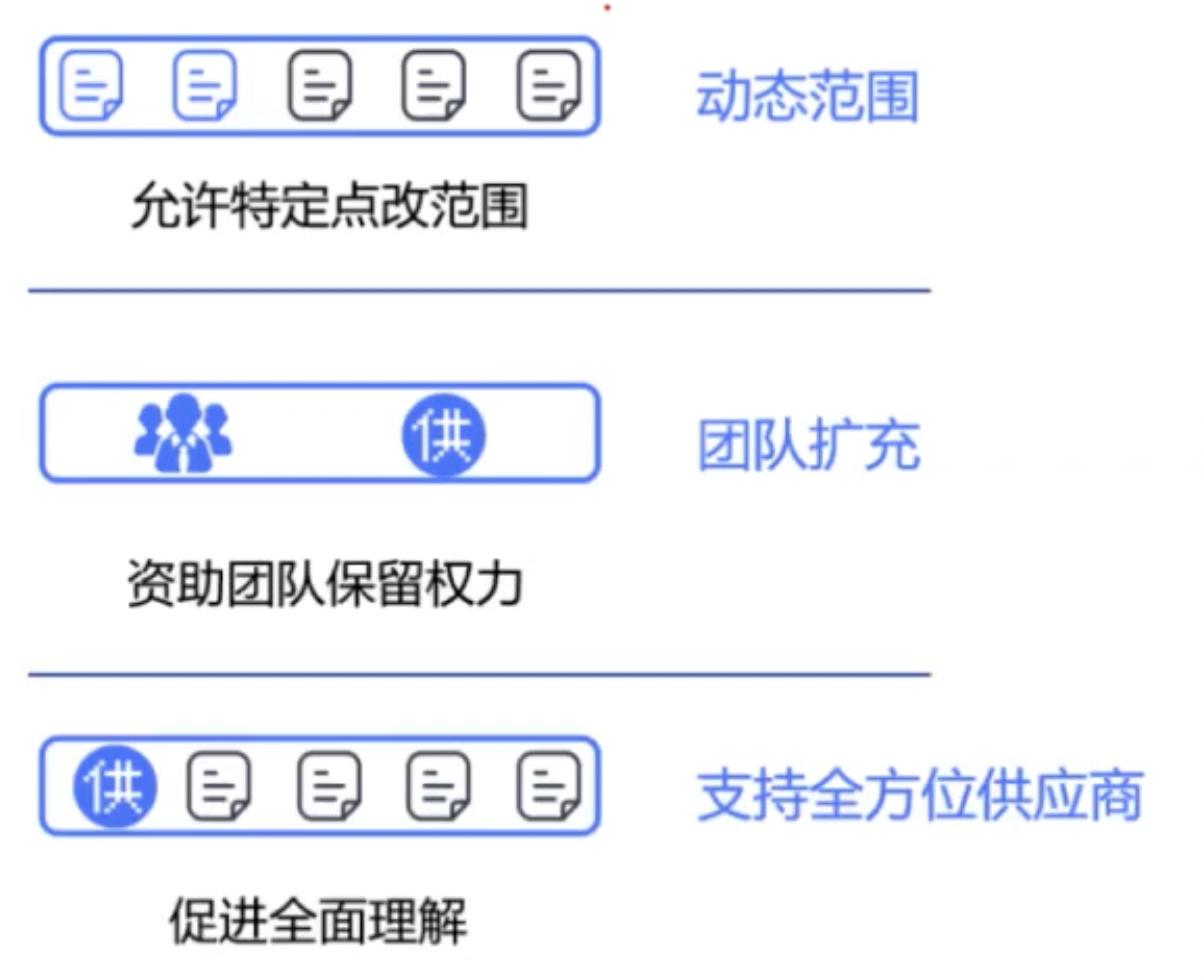 动态范围
允许特定点改范围
供
团队扩充
资助团队保留权力
供
支持全方位供应商
促进全面理解